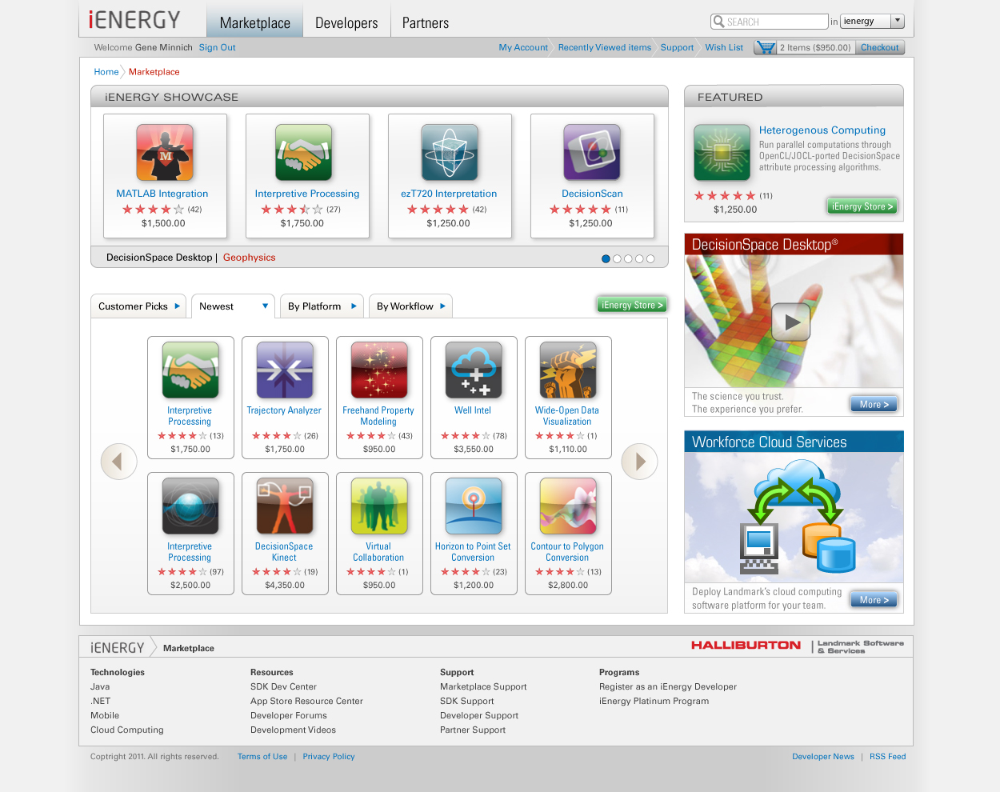 iENERGY
Marketplace
Developers
Partners
SEARCH in ienergy
Welcome Gene Minnich Sign Out
My Account Recently Viewed items Support Wish List 2 Items ($950.00) Checkout
Home Marketplace
iENERGY SHOWCASE
MATLAB Integration
(42)
$1,500.00
Interpretive Processing
(27)
$1,750.00
ezT720 Interpretation
(42)
$1,250.00
DecisionScan
(11)
$1,250.00
DecisionSpace Desktop | Geophysics
FEATURED
Heterogenous Computing
Run parallel computations through
OpenCL/JOCL-ported DecisionSpace
attribute processing algorithms.
(11)
$1,250.00
iEnergy Store >
DecisionSpace Desktop®
The science you trust.
The experience you prefer.
More >
Workforce Cloud Services
Deploy Landmark's cloud computing
software platform for your team.
More >
Customer Picks
Newest
By Platform
By Workflow
iEnergy Store >
Interpretive
Processing
(13)
$1,750.00
Trajectory Analyzer
(26)
$1,750.00
Freehand Property
Modeling
(43)
$950.00
Well Intel
(78)
$3,550.00
Wide-Open Data
Visualization
(1)
$1,110.00
Interpretive
Processing
(97)
$2,500.00
DecisionSpace
Kinect
(19)
$4,350.00
Virtual
Collaboration
(1)
$950.00
Horizon to Point Set
Conversion
(23)
$1,200.00
Contour to Polygon
Conversion
(13)
$2,800.00
iENERGY Marketplace
HALLIBURTON | Landmark Software
& Services
Technologies
Java
.NET
Mobile
Cloud Computing
Resources
SDK Dev Center
App Store Resource Center
Developer Forums
Development Videos
Support
Marketplace Support
SDK Support
Developer Support
Partner Support
Programs
Register as an iEnergy Developer
iEnergy Platinum Program
Coptright 2011. All rights reserved. Terms of Use | Privacy Policy
Developer News | RSS Feed